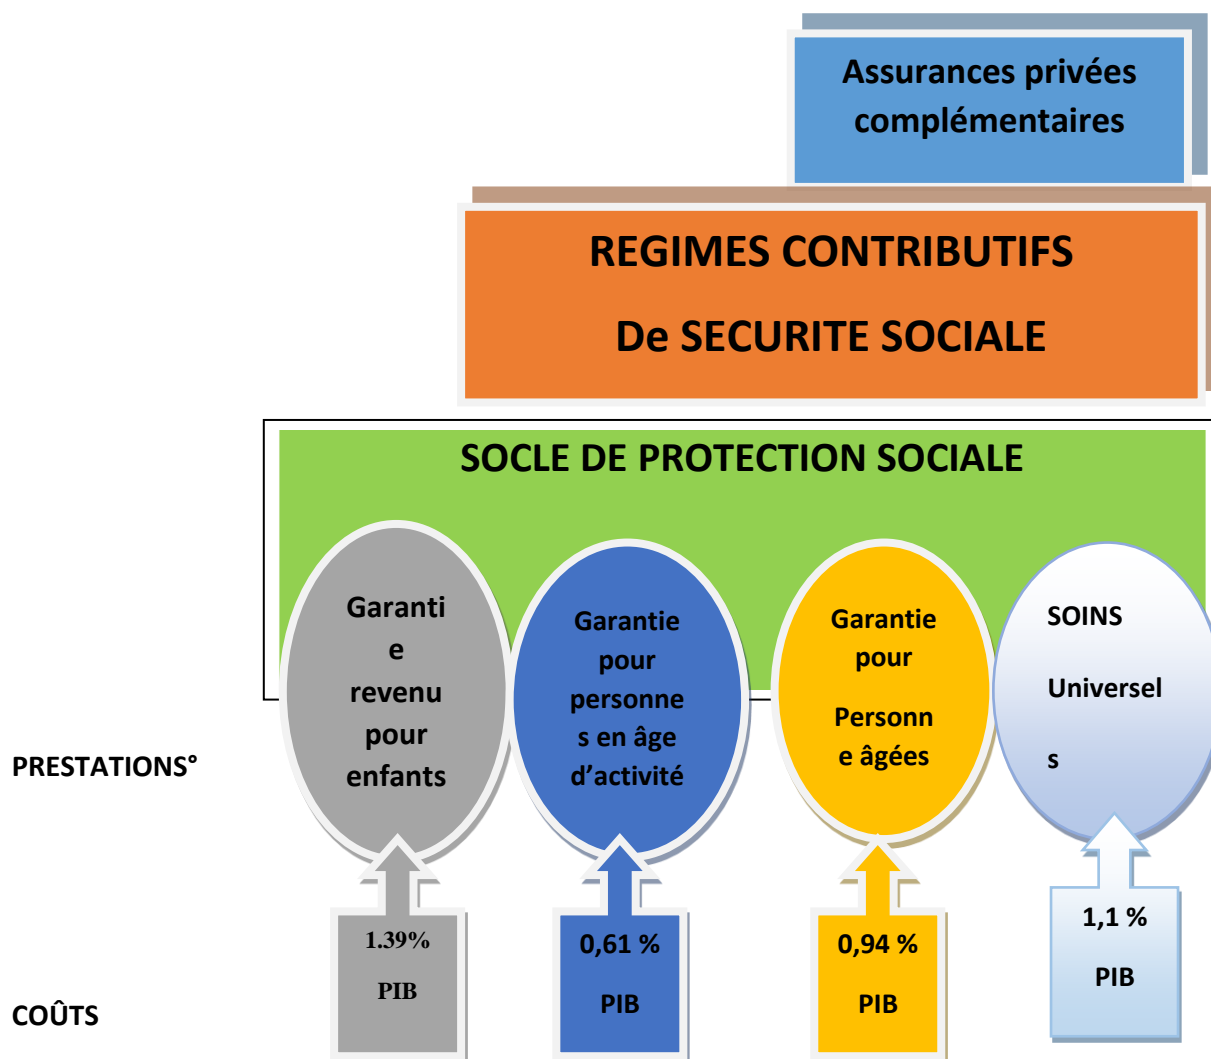 Assurances privées
complémentaires
REGIMES CONTRIBUTIFS
De SECURITE SOCIALE
SOCLE DE PROTECTION SOCIALE
Garanti
e
revenu
pour
enfants
Garantie
pour
personne
s en âge
d’activité
Garantie
pour
Personn
e âgées
SOINS
Universel
s
PRESTATIONS°
1.39%
PIB
0,61 %
PIB
0,94 %
PIB
1,1 %
PIB
COÛTS